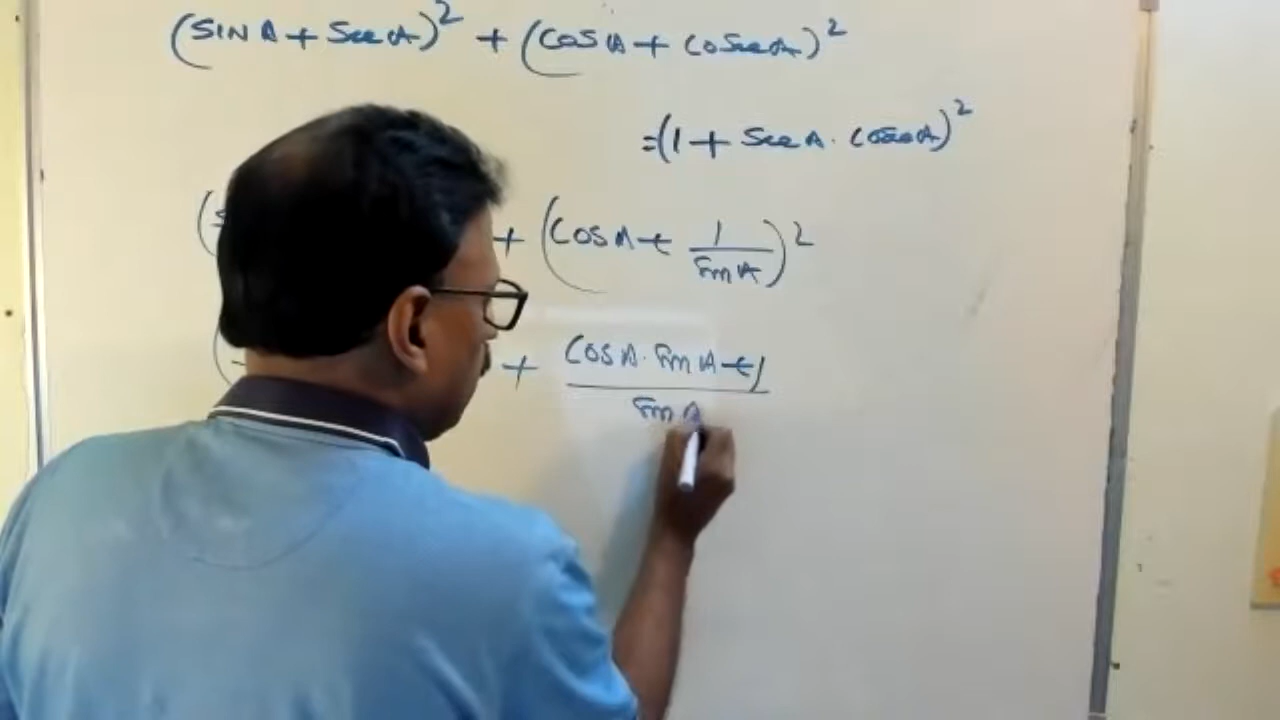 (SIN A + Sec A)² + (COS A + Cosec A)²
=(1 + Sec A . Cosec A)²
( + (COS A + 1/Sin A)²
( + COS A . Sin A + 1/Sin A